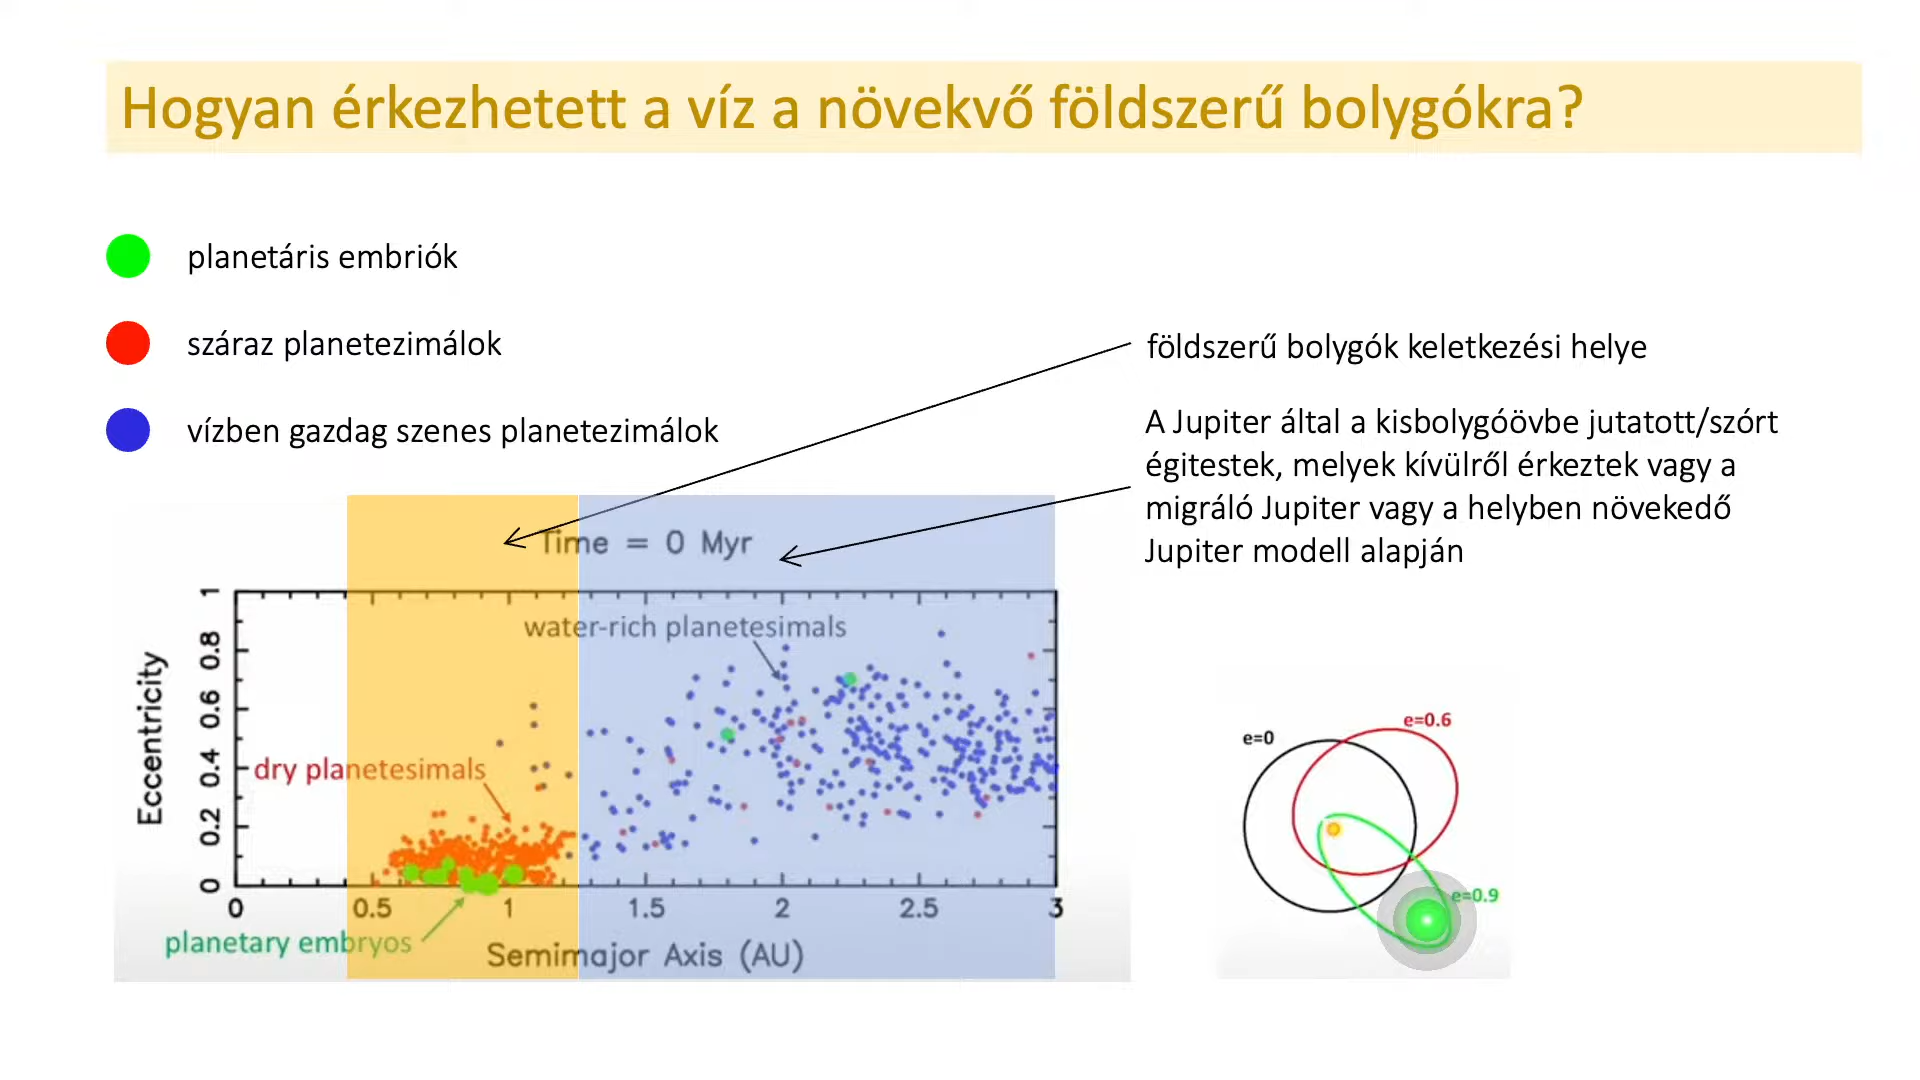 Hogyan érkezhetett a víz a növekvő földszerű bolygókra?
planetáris embriók
száraz planetezimálok
vízben gazdag szenes planetezimálok
földszerű bolygók keletkezési helye
A Jupiter által a kisbolygóövbe jutatott/szórt
égitestek, melyek kívülről érkeztek vagy a
migráló Jupiter vagy a helyben növekedő
Jupiter modell alapján
Time = 0 Myr
water-rich planetesimals
dry planetesimals
planetary embryos
Eccentricity
1
0.8
0.6
0.4
0.2
0
0 0.5 1 1.5 2 2.5 3
Semimajor Axis (AU)
e=0
e=0.6
e=0.9